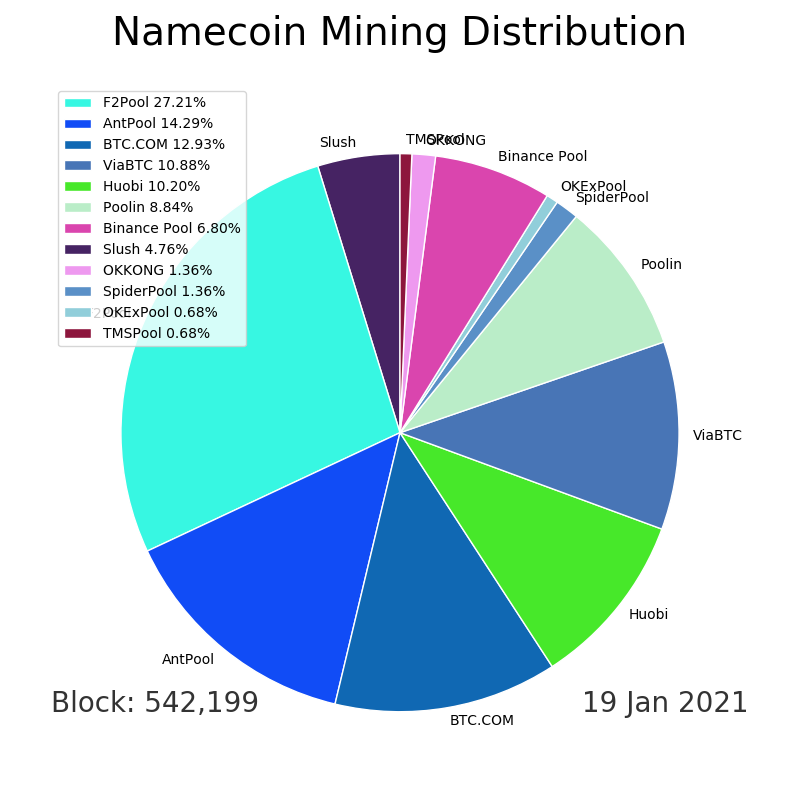 Namecoin Mining Distribution
F2Pool 27.21%
AntPool 14.29%
BTC.COM 12.93%
ViaBTC 10.88%
Huobi 10.20%
Poolin 8.84%
Binance Pool 6.80%
Slush 4.76%
OKKONG 1.36%
SpiderPool 1.36%
OKExPool 0.68%
TMSPool 0.68%
Slush
TMSPool
OKKONG
Binance Pool
OKExPool
SpiderPool
Poolin
ViaBTC
Huobi
BTC.COM
AntPool
Block: 542,199
19 Jan 2021